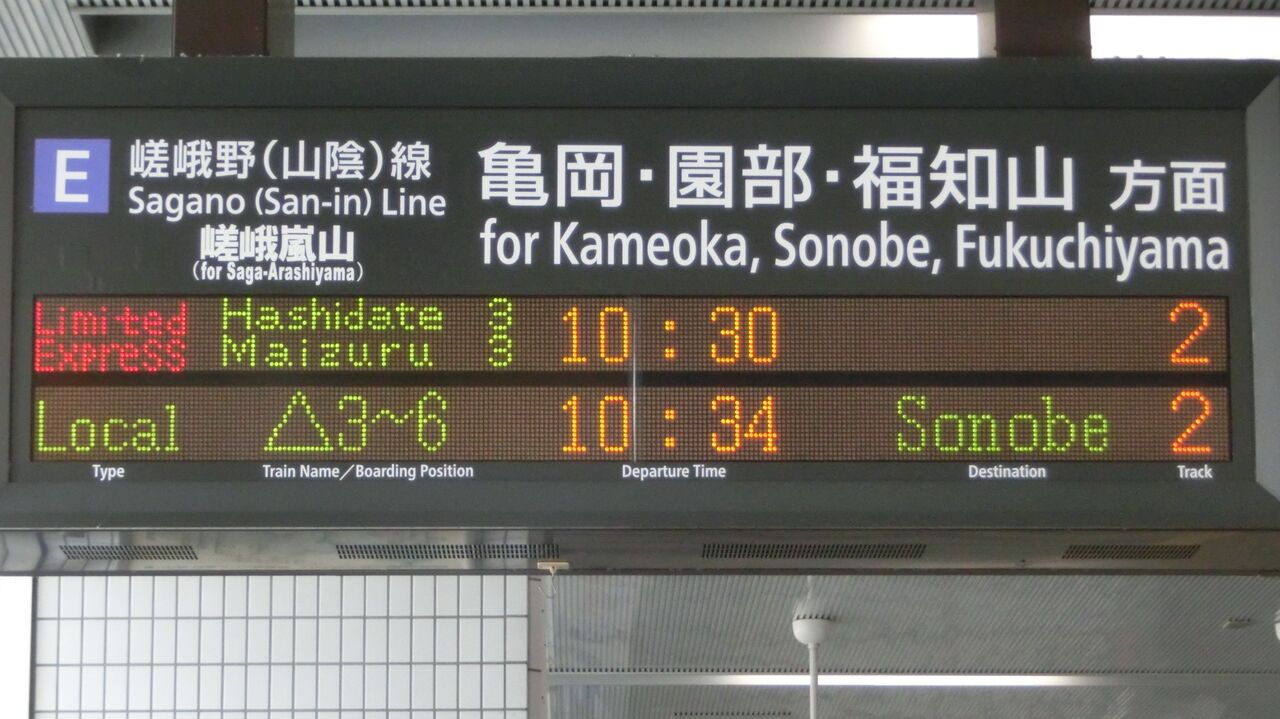 E
嵯峨野(山陰)線
Sagano (San-in) Line
嵯峨嵐山
(for Saga-Arashiyama)
亀岡・園部・福知山 方面
for Kameoka, Sonobe, Fukuchiyama
Limited Express Hashidate 3 Maizuru 3 10:30 2
Local △3~6 10:34 Sonobe 2
Type Train Name／Boarding Position Departure Time Destination Track